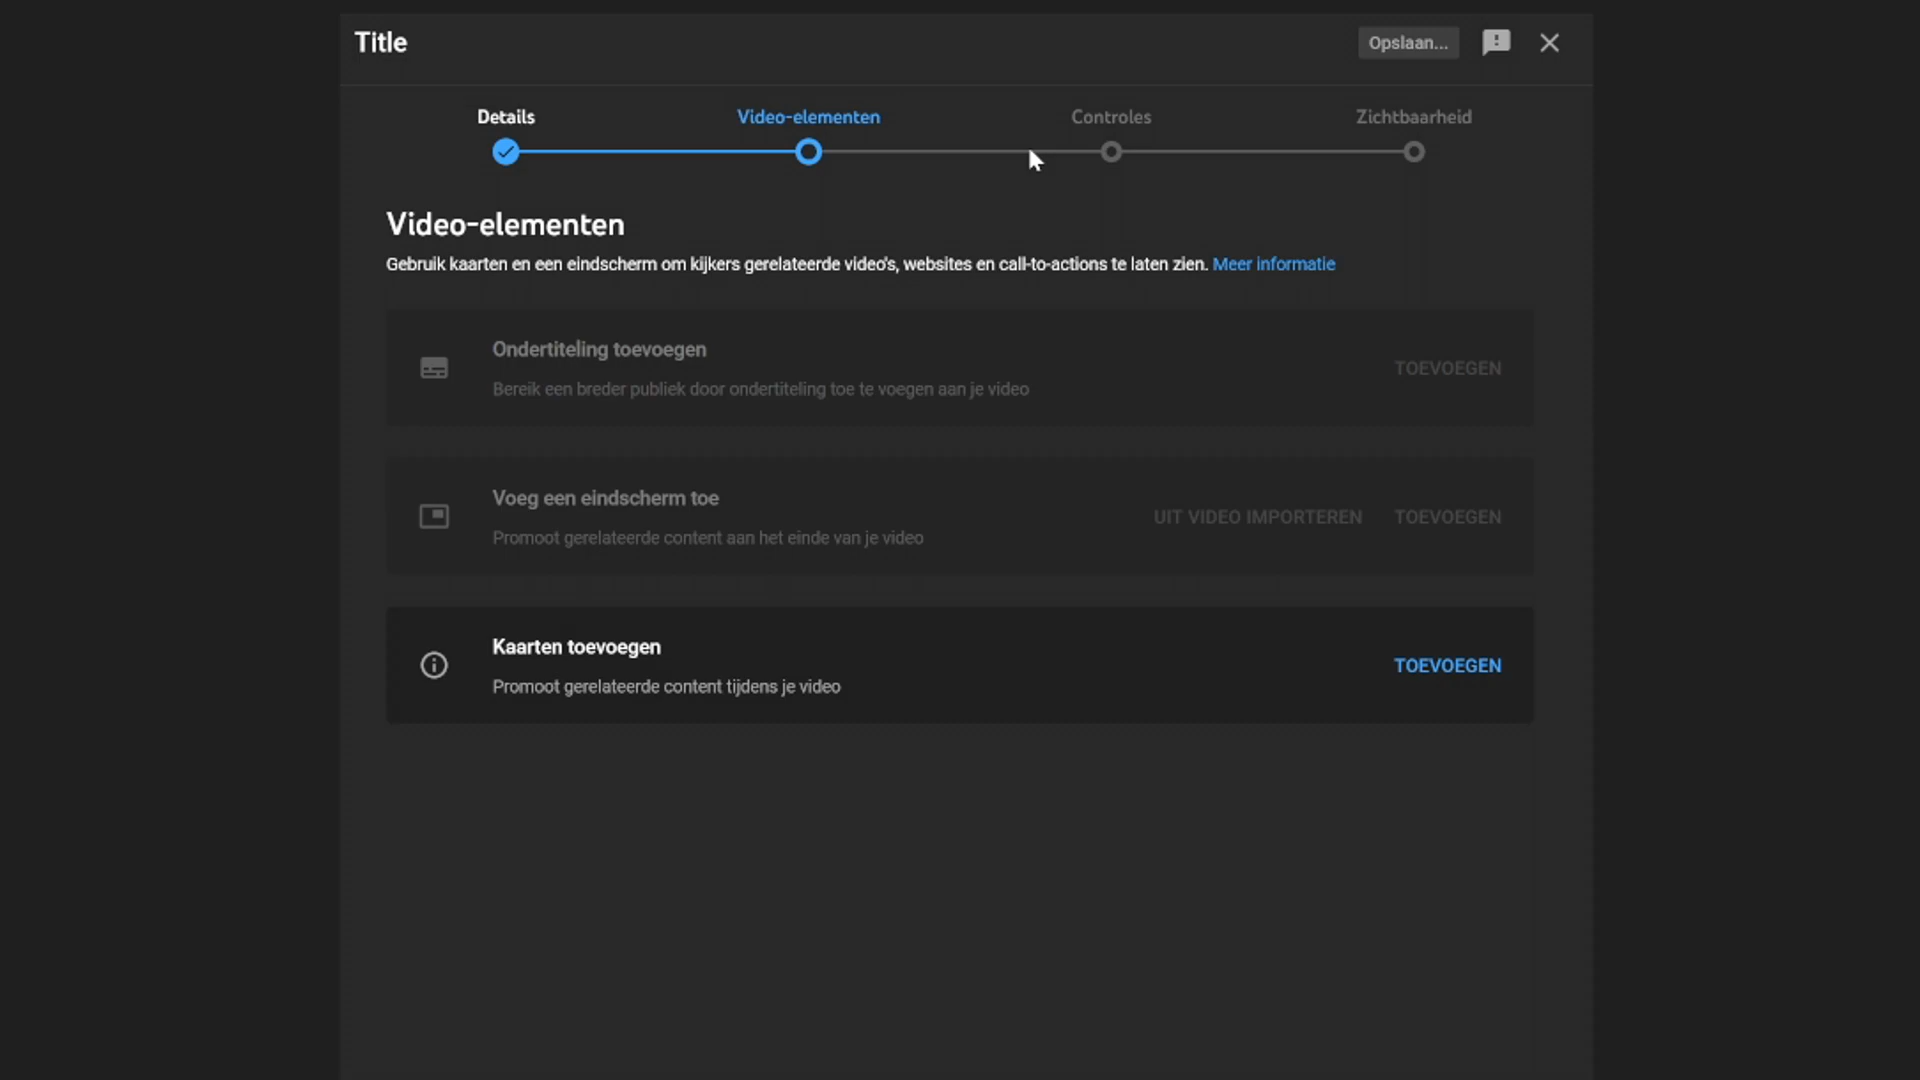 Title
Opslaan...
Details
Video-elementen
Controles
Zichtbaarheid
Video-elementen
Gebruik kaarten en een eindscherm om kijkers gerelateerde video's, websites en call-to-actions te laten zien. Meer informatie
Ondertiteling toevoegen
Bereik een breder publiek door ondertiteling toe te voegen aan je video
TOEVOEGEN
Voeg een eindscherm toe
Promoot gerelateerde content aan het einde van je video
UIT VIDEO IMPORTEREN
TOEVOEGEN
Kaarten toevoegen
Promoot gerelateerde content tijdens je video
TOEVOEGEN